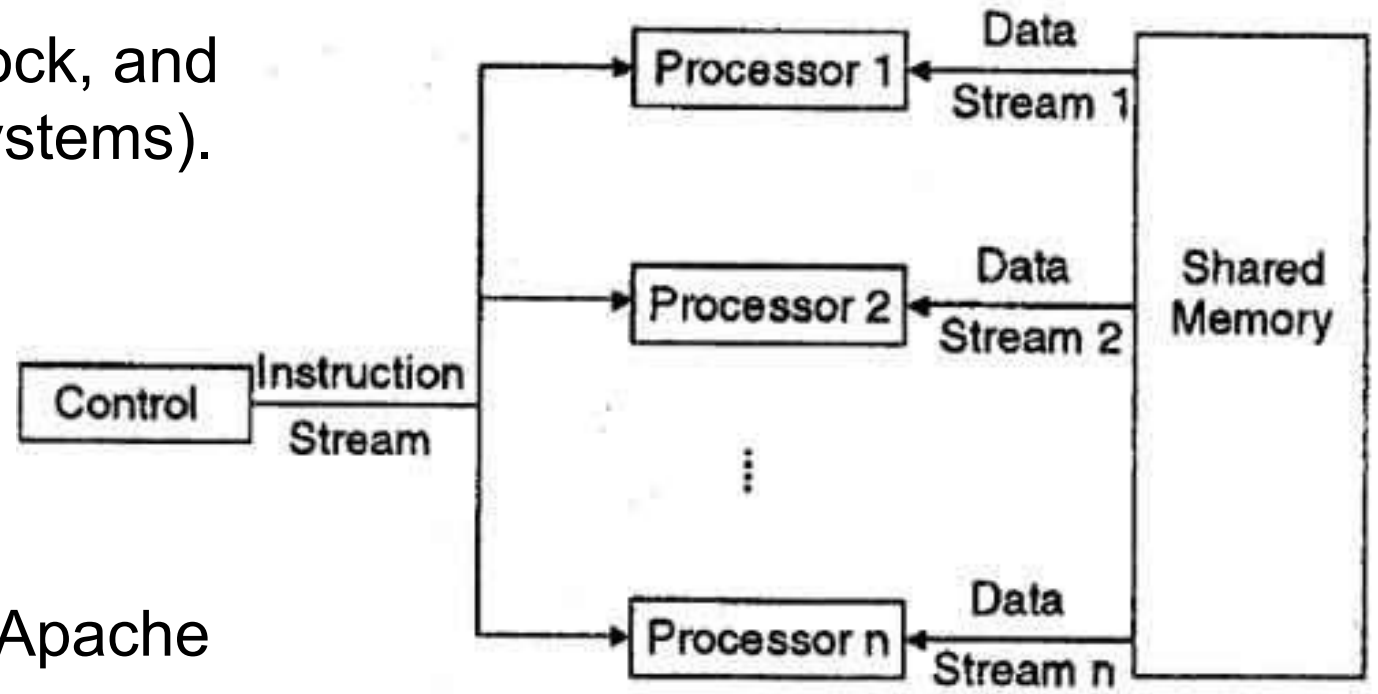 ock, and
ystems).
Apache
Control
Instruction
Stream
Processor 1
Data
Stream 1
Processor 2
Data
Stream 2
Processor n
Data
Stream n
Shared
Memory